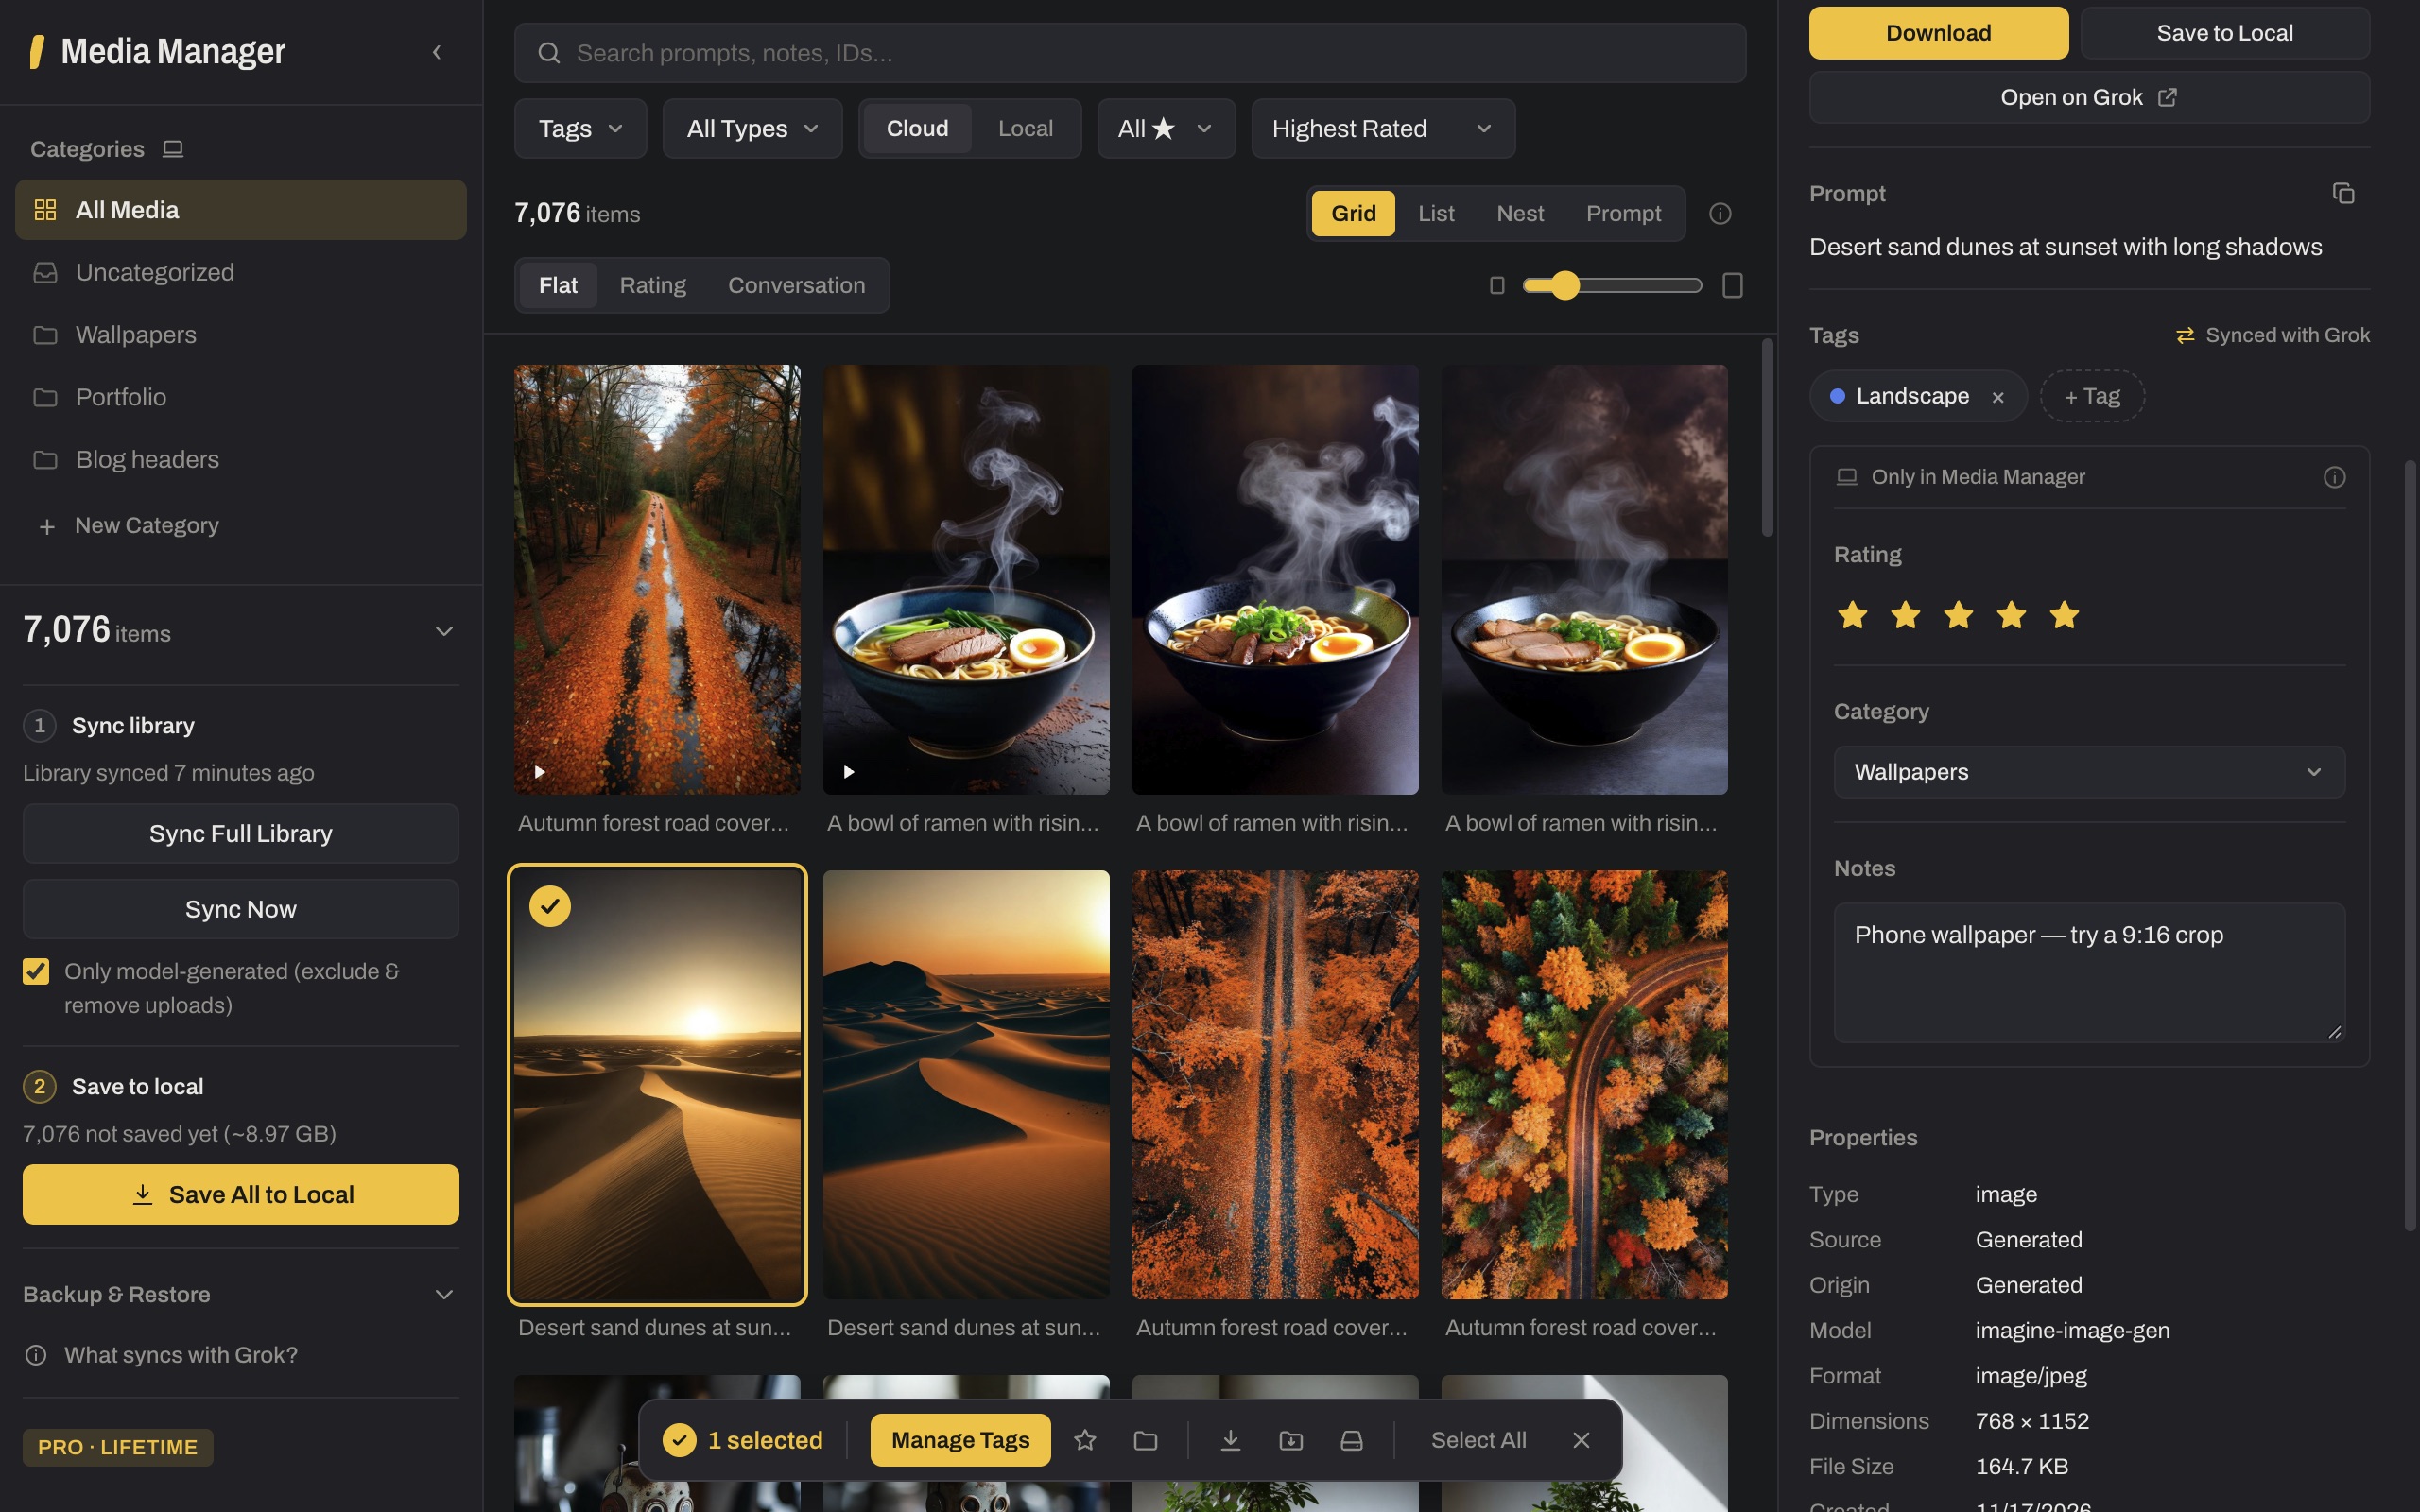 Media Manager
Categories
All Media
Uncategorized
Wallpapers
Portfolio
Blog headers
New Category
7,076 items
1 Sync library
Library synced 7 minutes ago
Sync Full Library
Sync Now
Only model-generated (exclude &
remove uploads)
2 Save to local
7,076 not saved yet (~8.97 GB)
Save All to Local
Backup & Restore
What syncs with Grok?
PRO · LIFETIME
Search prompts, notes, IDs...
Tags All Types Cloud Local All ★ Highest Rated
7,076 items
Grid List Nest Prompt
Flat Rating Conversation
Autumn forest road cover...
A bowl of ramen with risin...
A bowl of ramen with risin...
A bowl of ramen with risin...
Desert sand dunes at sun...
Desert sand dunes at sun...
Autumn forest road cover...
Autumn forest road cover...
1 selected Manage Tags Select All
Download Save to Local
Open on Grok
Prompt
Desert sand dunes at sunset with long shadows
Tags Synced with Grok
Landscape × + Tag
Only in Media Manager
Rating
Category
Wallpapers
Notes
Phone wallpaper — try a 9:16 crop
Properties
Type image
Source Generated
Origin Generated
Model imagine-image-gen
Format image/jpeg
Dimensions 768 × 1152
File Size 164.7 KB
Created 11/17/2026